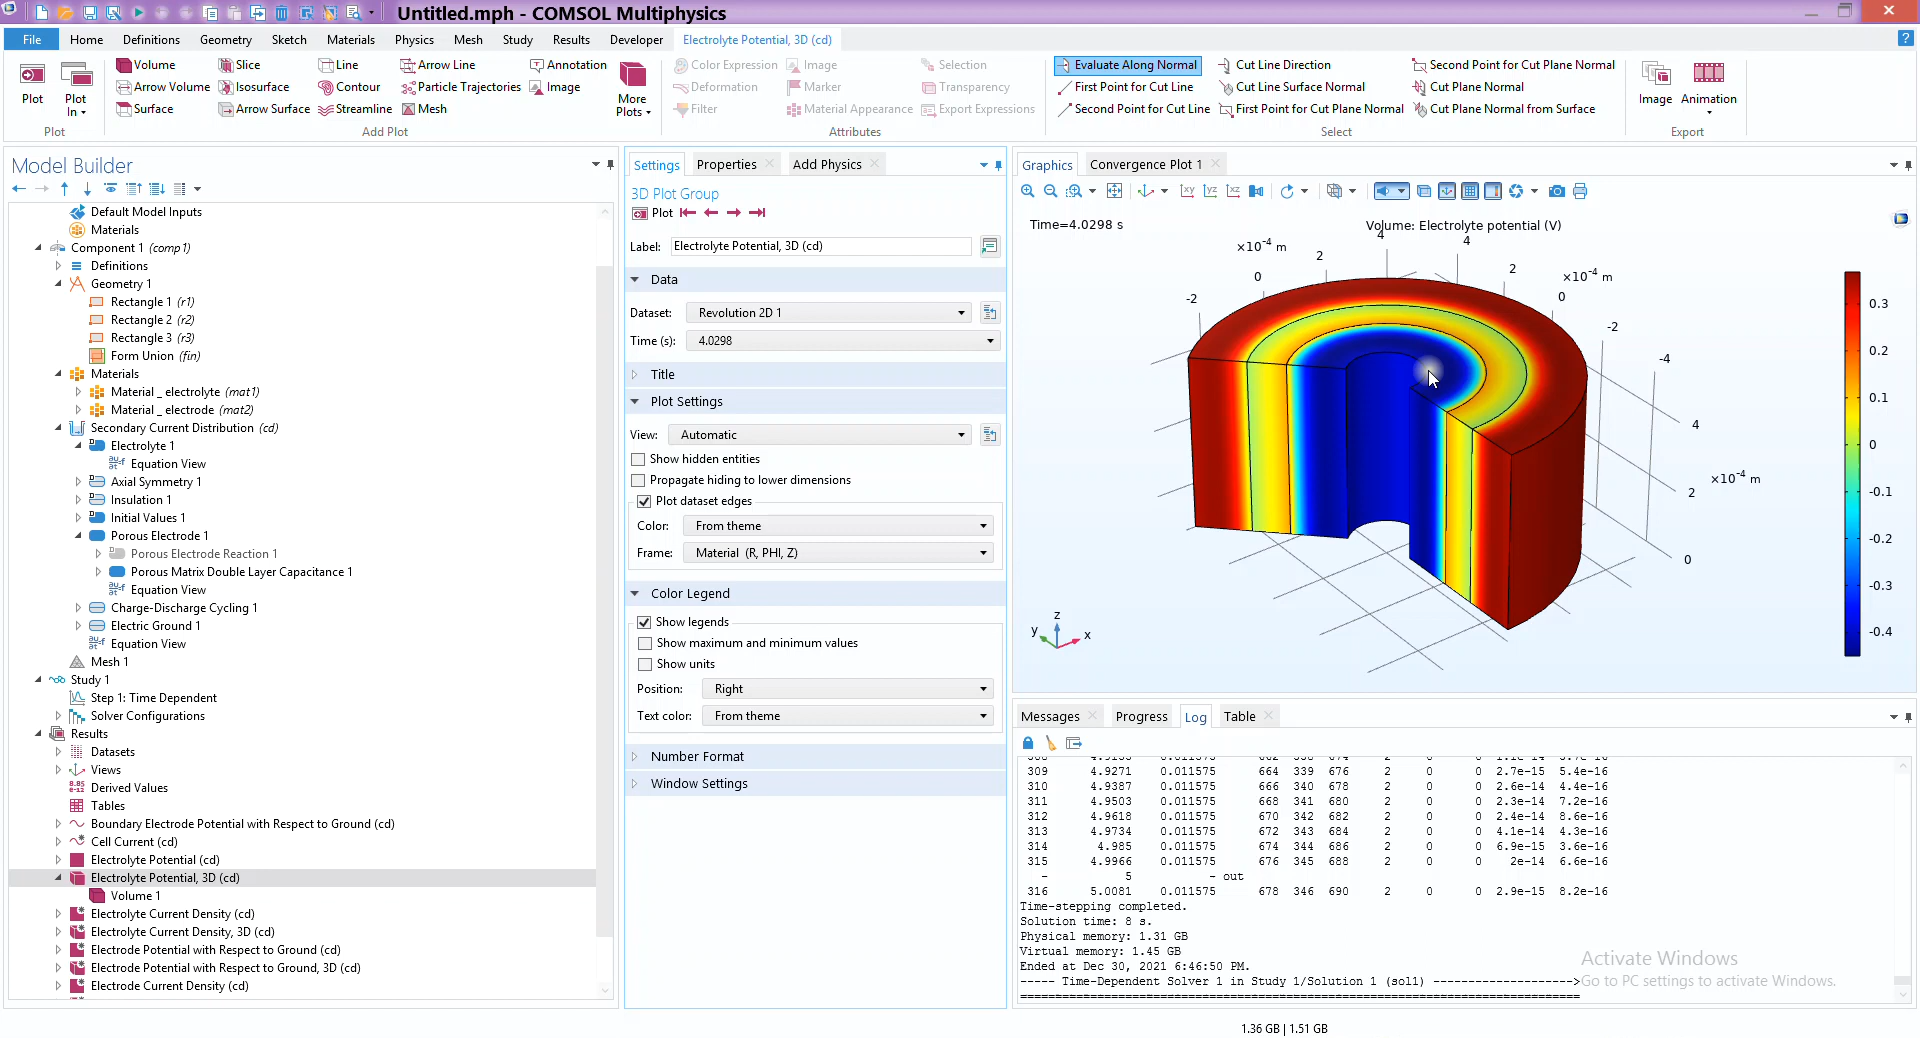 Untitled.mph - COMSOL Multiphysics
File Home Definitions Geometry Sketch Materials Physics Mesh Study Results Developer Electrolyte Potential, 3D (cd) ?
Volume Slice Line Arrow Line Annotation Color Expression Image Selection Evaluate Along Normal Cut Line Direction Second Point for Cut Plane Normal
Arrow Volume Isosurface Contour Particle Trajectories Image Deformation Marker Transparency First Point for Cut Line Cut Line Surface Normal Cut Plane Normal
Plot Plot In More Plots Image Animation
Surface Arrow Surface Streamline Mesh Filter Material Appearance Export Expressions Second Point for Cut Line First Point for Cut Plane Normal Cut Plane Normal from Surface
Plot Add Plot Attributes Select Export
Model Builder
Default Model Inputs
Materials
Component 1 (comp1)
Definitions
Geometry 1
Rectangle 1 (r1)
Rectangle 2 (r2)
Rectangle 3 (r3)
Form Union (fin)
Materials
Material _ electrolyte (mat1)
Material _ electrode (mat2)
Secondary Current Distribution (cd)
Electrolyte 1
Equation View
Axial Symmetry 1
Insulation 1
Initial Values 1
Porous Electrode 1
Porous Electrode Reaction 1
Porous Matrix Double Layer Capacitance 1
Equation View
Charge-Discharge Cycling 1
Electric Ground 1
Equation View
Mesh 1
Study 1
Step 1: Time Dependent
Solver Configurations
Results
Datasets
Views
8.85 e-12 Derived Values
Tables
Boundary Electrode Potential with Respect to Ground (cd)
Cell Current (cd)
Electrolyte Potential (cd)
Electrolyte Potential, 3D (cd)
Volume 1
Electrolyte Current Density (cd)
Electrolyte Current Density, 3D (cd)
Electrode Potential with Respect to Ground (cd)
Electrode Potential with Respect to Ground, 3D (cd)
Electrode Current Density (cd)
Settings Properties Add Physics
3D Plot Group
Plot
Label: Electrolyte Potential, 3D (cd)
Data
Dataset: Revolution 2D 1
Time (s): 4.0298
Title
Plot Settings
View: Automatic
Show hidden entities
Propagate hiding to lower dimensions
Plot dataset edges
Color: From theme
Frame: Material (R, PHI, Z)
Color Legend
Show legends
Show maximum and minimum values
Show units
Position: Right
Text color: From theme
Number Format
Window Settings
Graphics Convergence Plot 1
xy yz xz
Time=4.0298 s Volume: Electrolyte potential (V)
×10⁻⁴ m 4 4
0 2 2 0 ×10⁻⁴ m
-2 -2
-4
4
2 ×10⁻⁴ m
0
0.3
0.2
0.1
0
-0.1
-0.2
-0.3
-0.4
z
y x
Messages Progress Log Table
309 4.9271 0.011575 664 339 676 2 0 0 2.7e-15 5.4e-16
310 4.9387 0.011575 666 340 678 2 0 0 2.6e-14 4.4e-16
311 4.9503 0.011575 668 341 680 2 0 0 2.3e-14 7.2e-16
312 4.9618 0.011575 670 342 682 2 0 0 2.4e-14 8.6e-16
313 4.9734 0.011575 672 343 684 2 0 0 4.1e-14 4.3e-16
314 4.985 0.011575 674 344 686 2 0 0 6.9e-15 3.6e-16
315 4.9966 0.011575 676 345 688 2 0 0 2e-14 6.6e-16
- 5 - out
316 5.0081 0.011575 678 346 690 2 0 0 2.9e-15 8.2e-16
Time-stepping completed.
Solution time: 8 s.
Physical memory: 1.31 GB
Virtual memory: 1.45 GB
Ended at Dec 30, 2021 6:46:50 PM.
----- Time-Dependent Solver 1 in Study 1/Solution 1 (sol1) ------------------>
Activate Windows
Go to PC settings to activate Windows.
1.36 GB | 1.51 GB